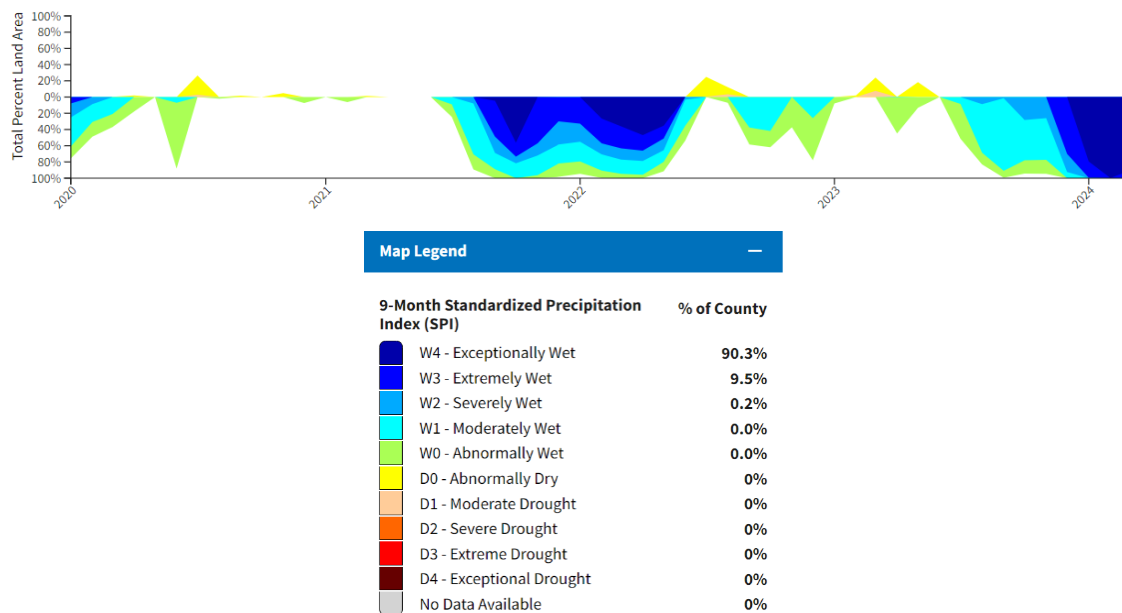 Total Percent Land Area
100%
80%
60%
40%
20%
0%
20%
40%
60%
80%
100%
2020
2021
2022
2023
2024
Map Legend
9-Month Standardized Precipitation Index (SPI)
% of County
W4 - Exceptionally Wet 90.3%
W3 - Extremely Wet 9.5%
W2 - Severely Wet 0.2%
W1 - Moderately Wet 0.0%
W0 - Abnormally Wet 0.0%
D0 - Abnormally Dry 0%
D1 - Moderate Drought 0%
D2 - Severe Drought 0%
D3 - Extreme Drought 0%
D4 - Exceptional Drought 0%
No Data Available 0%